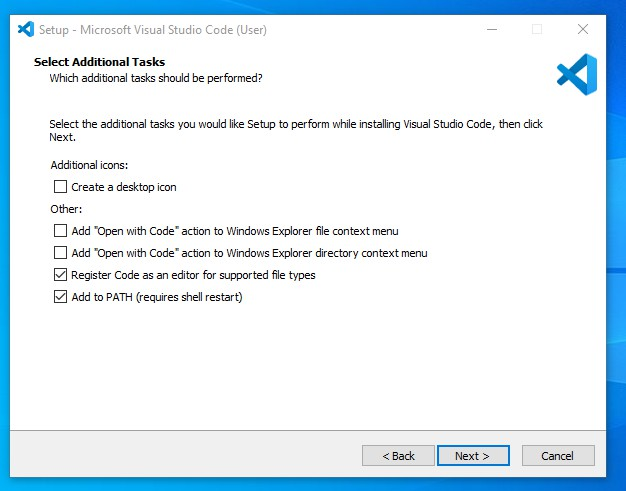 Setup - Microsoft Visual Studio Code (User)
Select Additional Tasks
Which additional tasks should be performed?
Select the additional tasks you would like Setup to perform while installing Visual Studio Code, then click
Next.
Additional icons:
Create a desktop icon
Other:
Add "Open with Code" action to Windows Explorer file context menu
Add "Open with Code" action to Windows Explorer directory context menu
Register Code as an editor for supported file types
Add to PATH (requires shell restart)
< Back Next > Cancel